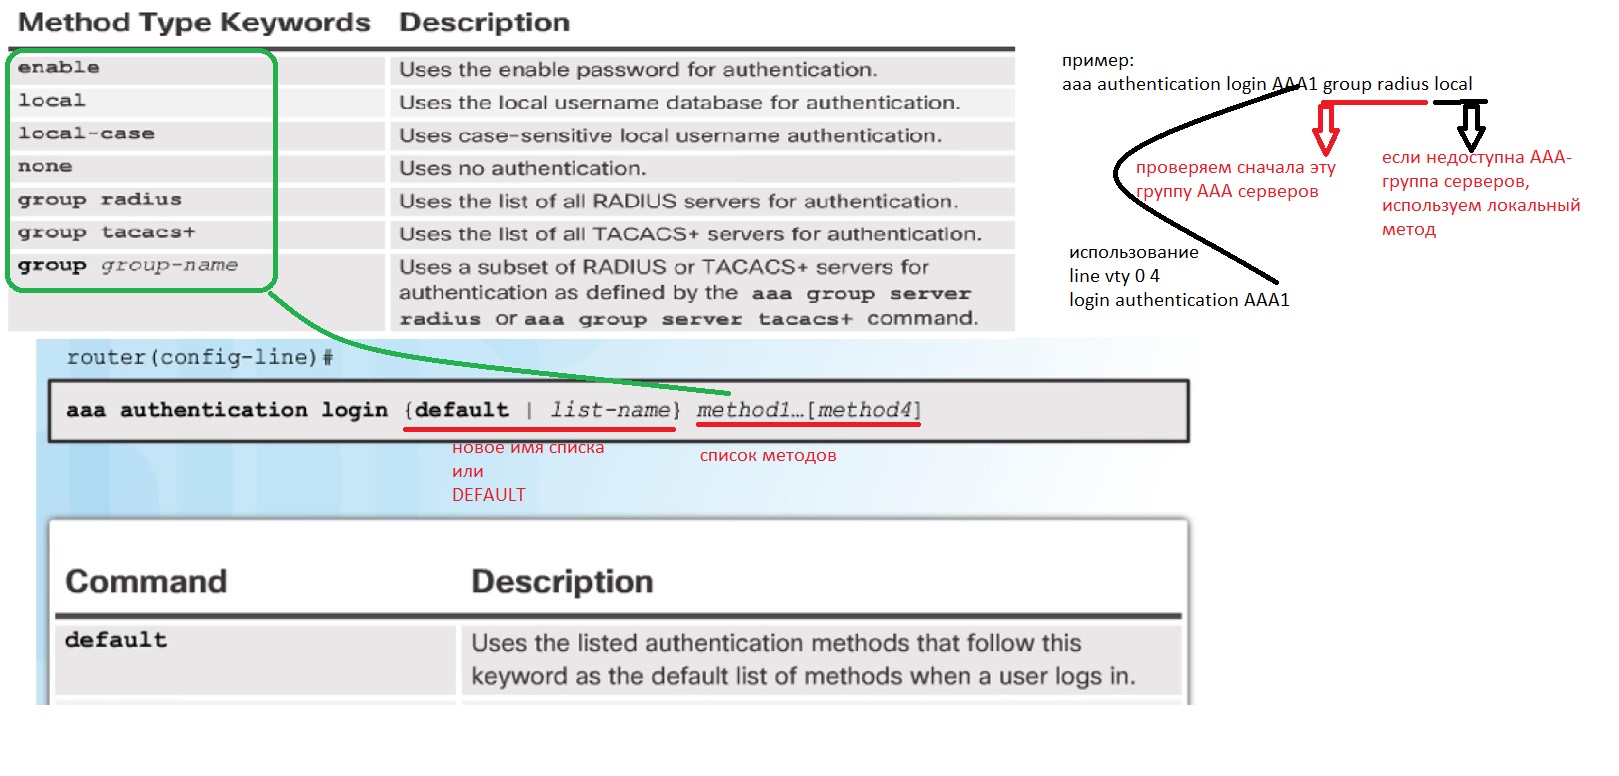 Method Type Keywords Description
enable Uses the enable password for authentication.
local Uses the local username database for authentication.
local-case Uses case-sensitive local username authentication.
none Uses no authentication.
group radius Uses the list of all RADIUS servers for authentication.
group tacacs+ Uses the list of all TACACS+ servers for authentication.
group group-name Uses a subset of RADIUS or TACACS+ servers for
authentication as defined by the aaa group server
radius or aaa group server tacacs+ command.
пример:
aaa authentication login AAA1 group radius local
проверяем сначала эту
группу ААА серверов
если недоступна ААА-
группа серверов,
используем локальный
метод
использование
line vty 0 4
login authentication AAA1
router(config-line)#
aaa authentication login {default | list-name} method1…[method4]
новое имя списка
или
DEFAULT
список методов
Command Description
default Uses the listed authentication methods that follow this
keyword as the default list of methods when a user logs in.